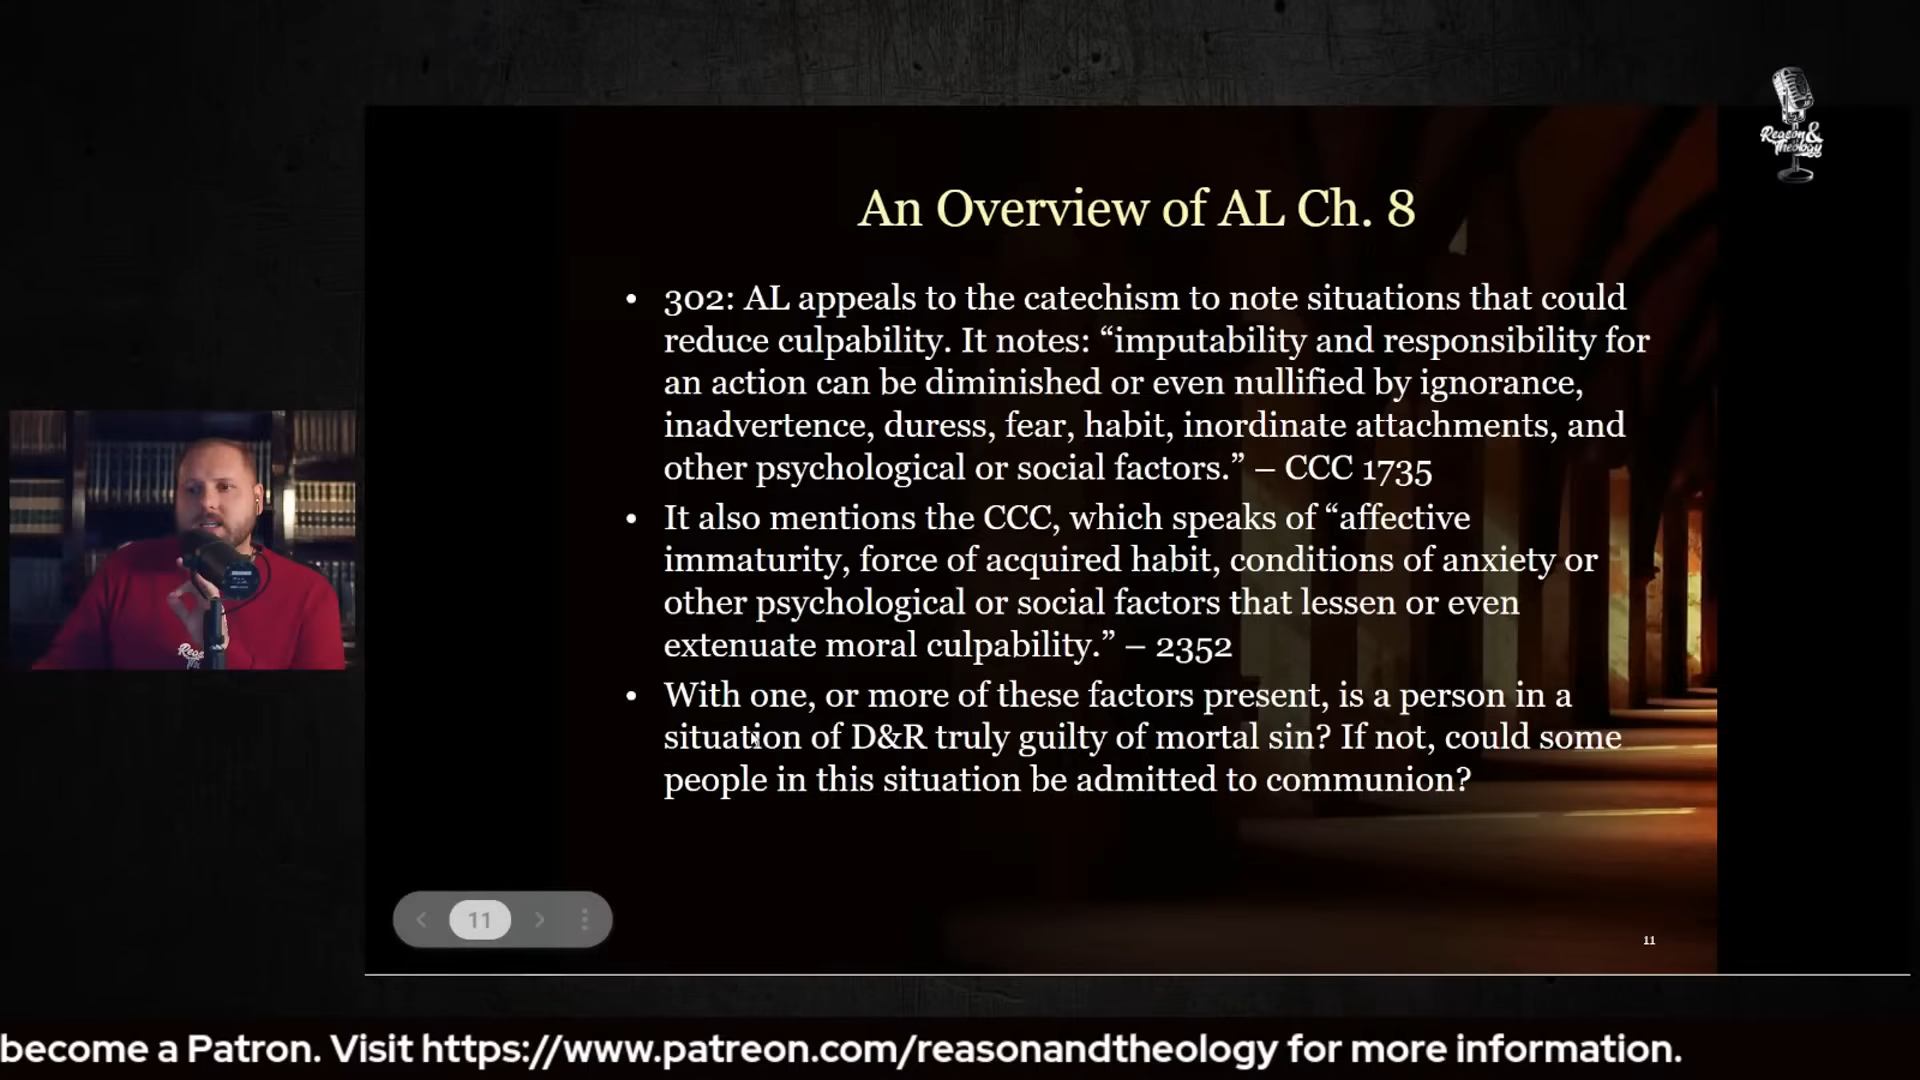 Reason &
Theology
An Overview of AL Ch. 8
• 302: AL appeals to the catechism to note situations that could
reduce culpability. It notes: “imputability and responsibility for
an action can be diminished or even nullified by ignorance,
inadvertence, duress, fear, habit, inordinate attachments, and
other psychological or social factors.” – CCC 1735
• It also mentions the CCC, which speaks of “affective
immaturity, force of acquired habit, conditions of anxiety or
other psychological or social factors that lessen or even
extenuate moral culpability.” – 2352
• With one, or more of these factors present, is a person in a
situation of D&R truly guilty of mortal sin? If not, could some
people in this situation be admitted to communion?
11
11
become a Patron. Visit https://www.patreon.com/reasonandtheology for more information.